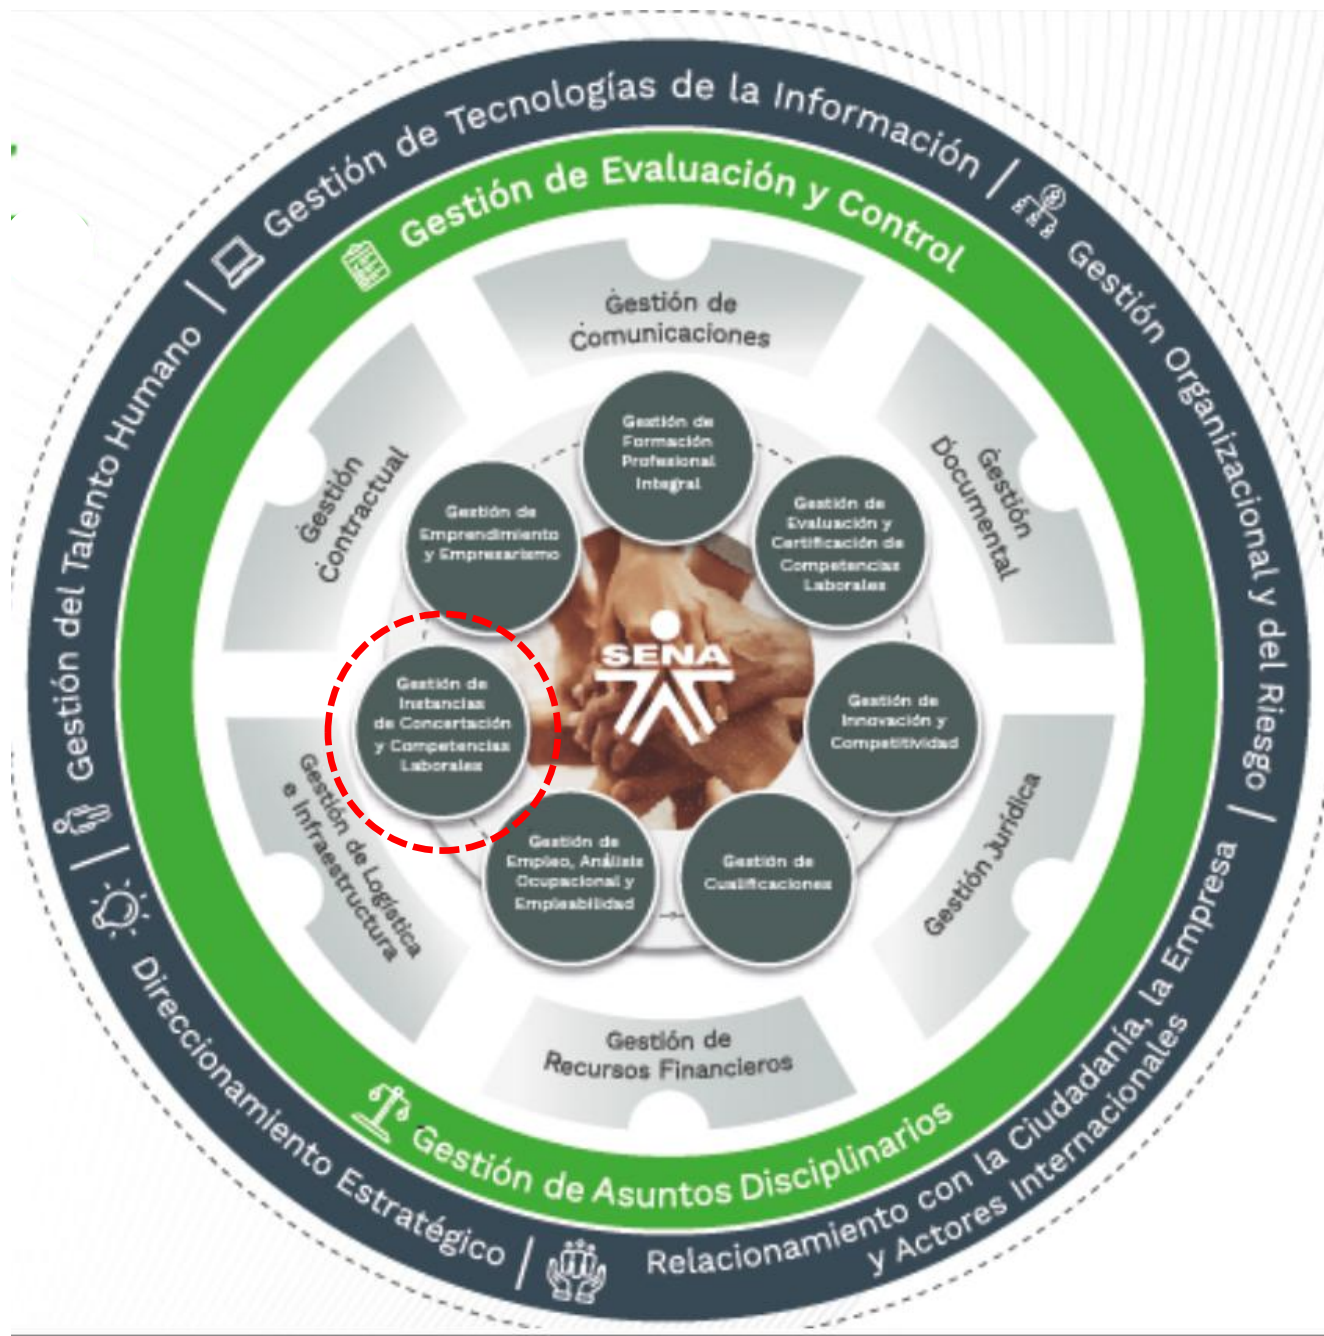 Gestión de Tecnologías de la Información
Gestión Organizacional y del Riesgo
Relacionamiento con la Ciudadanía, la Empresa
y Actores Internacionales
Direccionamiento Estratégico
Gestión del Talento Humano
Gestión de Evaluación y Control
Gestión de Asuntos Disciplinarios
Gestión de
Comunicaciones
Gestión
Documental
Gestión Jurídica
Gestión de
Recursos Financieros
Gestión de Logística
e Infraestructura
Gestión
Contractual
Gestión de
Formación
Profesional
Integral
Gestión de
Evaluación y
Certificación de
Competencias
Laborales
Gestión de
Innovación y
Competitividad
Gestión de
Cualificaciones
Gestión de
Empleo, Análisis
Ocupacional y
Empleabilidad
Gestión de
Instancias
de Concertación
y Competencias
Laborales
Gestión de
Emprendimiento
y Empresarismo
SENA